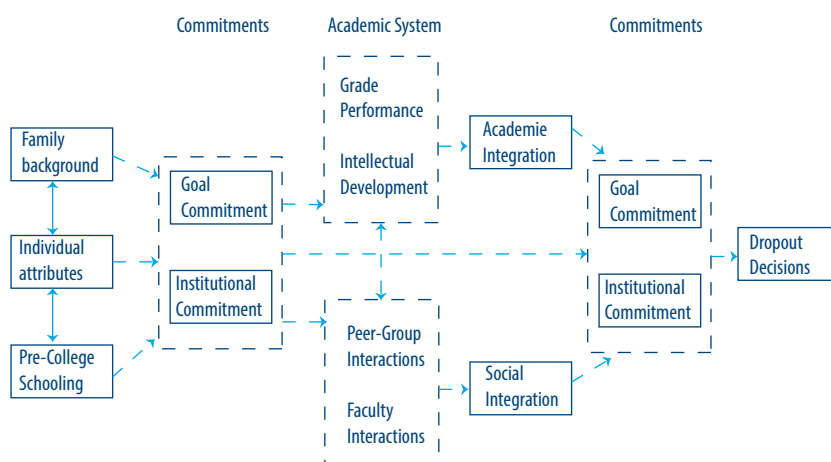 Commitments
Academic System
Commitments
Family
background
Individual
attributes
Pre-College
Schooling
Goal
Commitment
Institutional
Commitment
Grade
Performance
Intellectual
Development
Peer-Group
Interactions
Faculty
Interactions
Academie
Integration
Social
Integration
Goal
Commitment
Institutional
Commitment
Dropout
Decisions